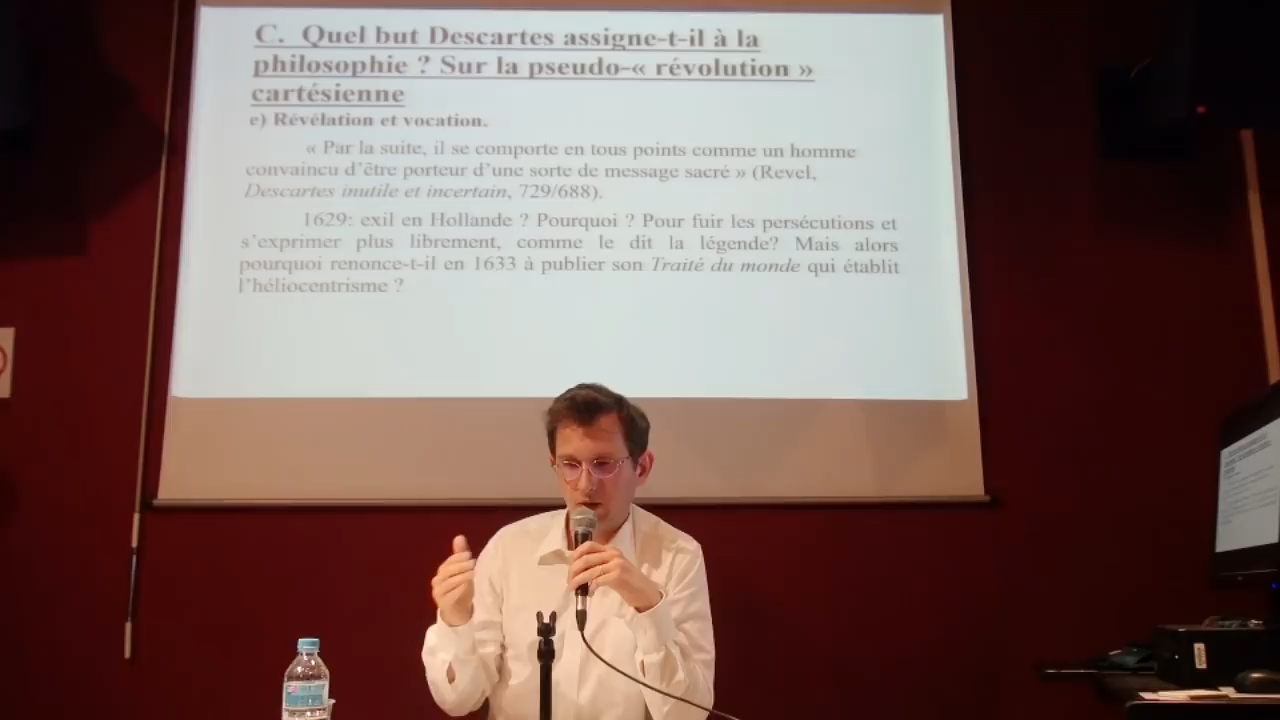 C. Quel but Descartes assigne-t-il à la
philosophie ? Sur la pseudo-« révolution »
cartésienne
e) Révélation et vocation.
« Par la suite, il se comporte en tous points comme un homme
convaincu d'être porteur d'une sorte de message sacré » (Revel,
Descartes inutile et incertain, 729/688).
1629: exil en Hollande ? Pourquoi ? Pour fuir les persécutions et
s'exprimer plus librement, comme le dit la légende? Mais alors
pourquoi renonce-t-il en 1633 à publier son Traité du monde qui établit
l'héliocentrisme ?